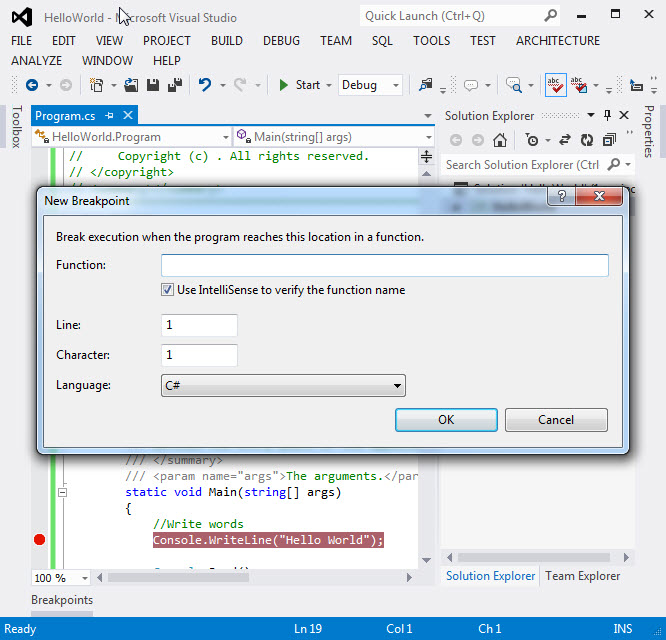 HelloWorld - Microsoft Visual Studio
Quick Launch (Ctrl+Q)
FILE EDIT VIEW PROJECT BUILD DEBUG TEAM SQL TOOLS TEST ARCHITECTURE
ANALYZE WINDOW HELP
Start Debug abc abc
Toolbox
Program.cs
Solution Explorer
Properties
HelloWorld.Program
Main(string[] args)
Search Solution Explorer (Ctrl
// Copyright (c) . All rights reserved.
// </copyright>
New Breakpoint
Break execution when the program reaches this location in a function.
Function:
Use IntelliSense to verify the function name
Line: 1
Character: 1
Language: C#
OK Cancel
/// </summary>
/// <param name="args">The arguments.</par
static void Main(string[] args)
{
//Write words
Console.WriteLine("Hello World");
100 %
Solution Explorer Team Explorer
Breakpoints
Ready Ln 19 Col 1 Ch 1 INS